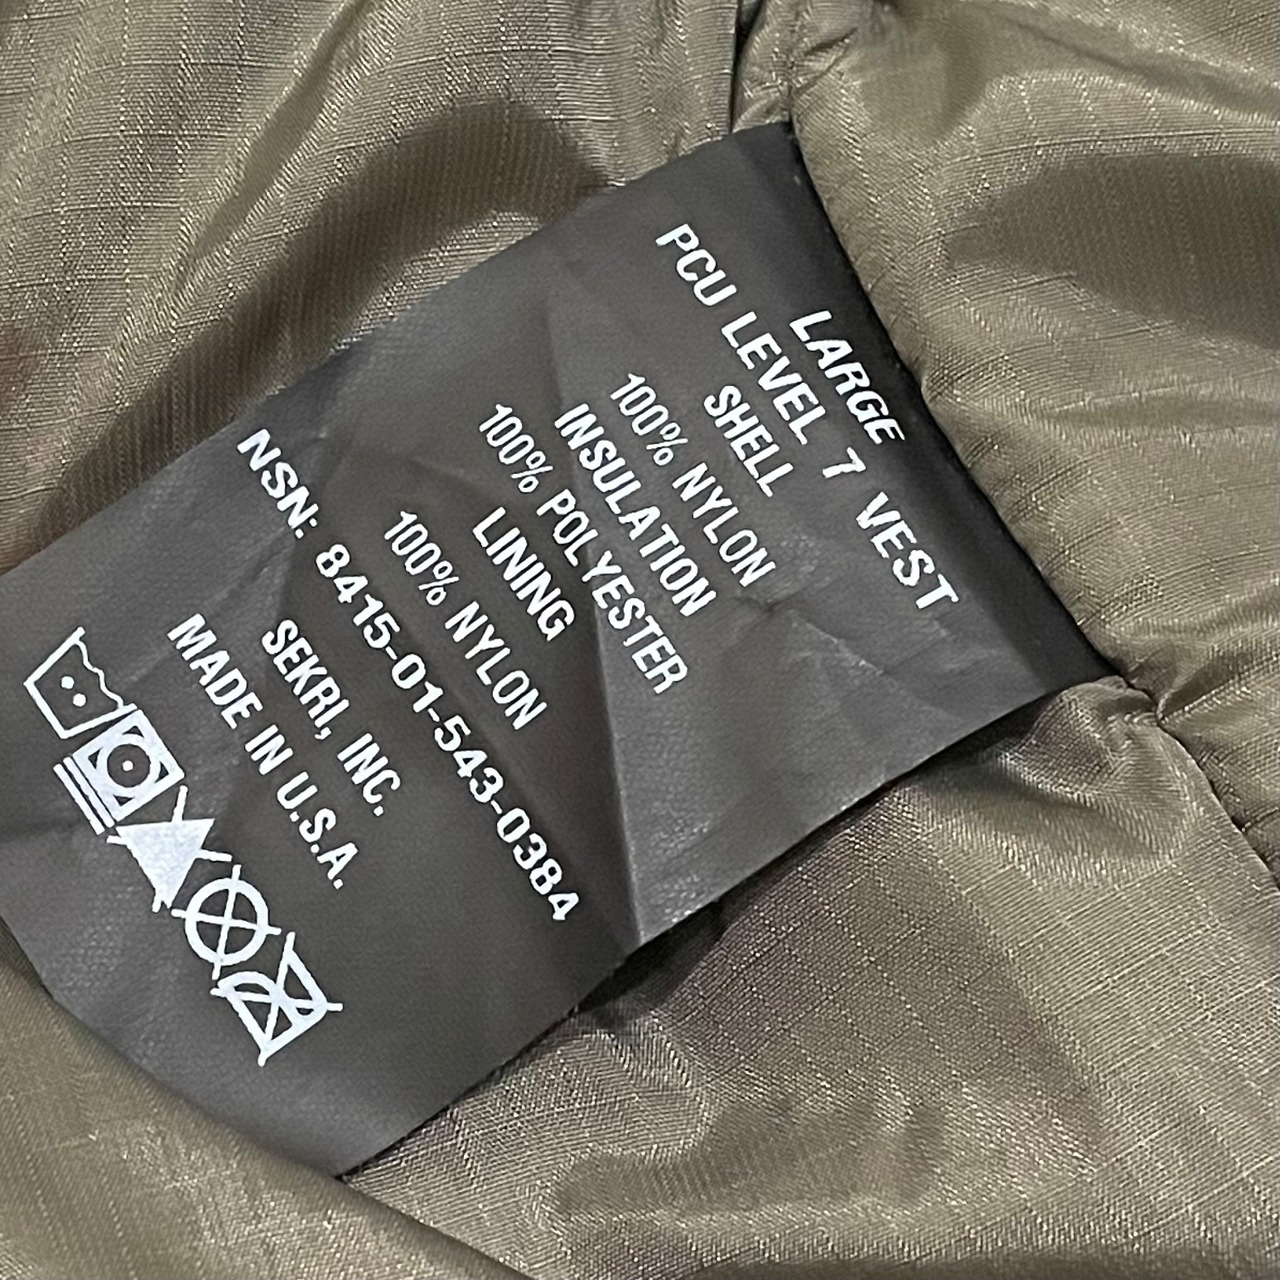 LARGE
PCU LEVEL 7 VEST
SHELL
100% NYLON
INSULATION
100% POLYESTER
LINING
100% NYLON
NSN: 8415-01-543-0384
SEKRI, INC.
MADE IN U.S.A.